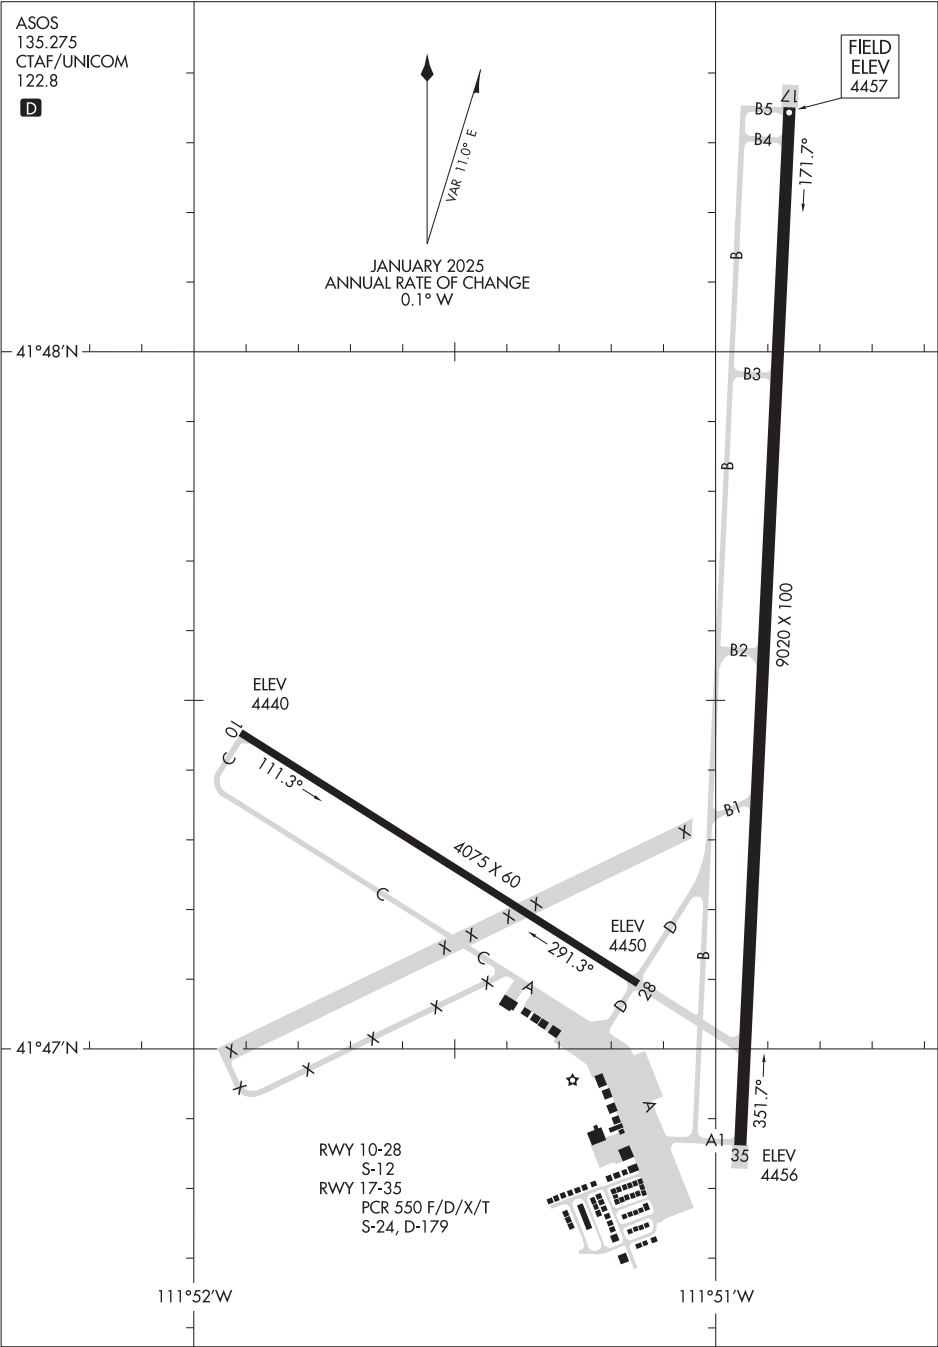 ASOS
135.275
CTAF/UNICOM
122.8
D
VAR 11.0° E
JANUARY 2025
ANNUAL RATE OF CHANGE
0.1° W
FIELD
ELEV
4457
17
B5
B4
171.7°
B
41°48'N
B3
B
9020 X 100
B2
ELEV
4440
10
C
111.3°
B1
X
4075 X 60
C
X
X
X
X
ELEV
4450
D
B
C
291.3°
X
A
28
D
X
X
X
X
X
41°47'N
A
351.7°
A1
35
ELEV
4456
RWY 10-28
S-12
RWY 17-35
PCR 550 F/D/X/T
S-24, D-179
111°52'W
111°51'W